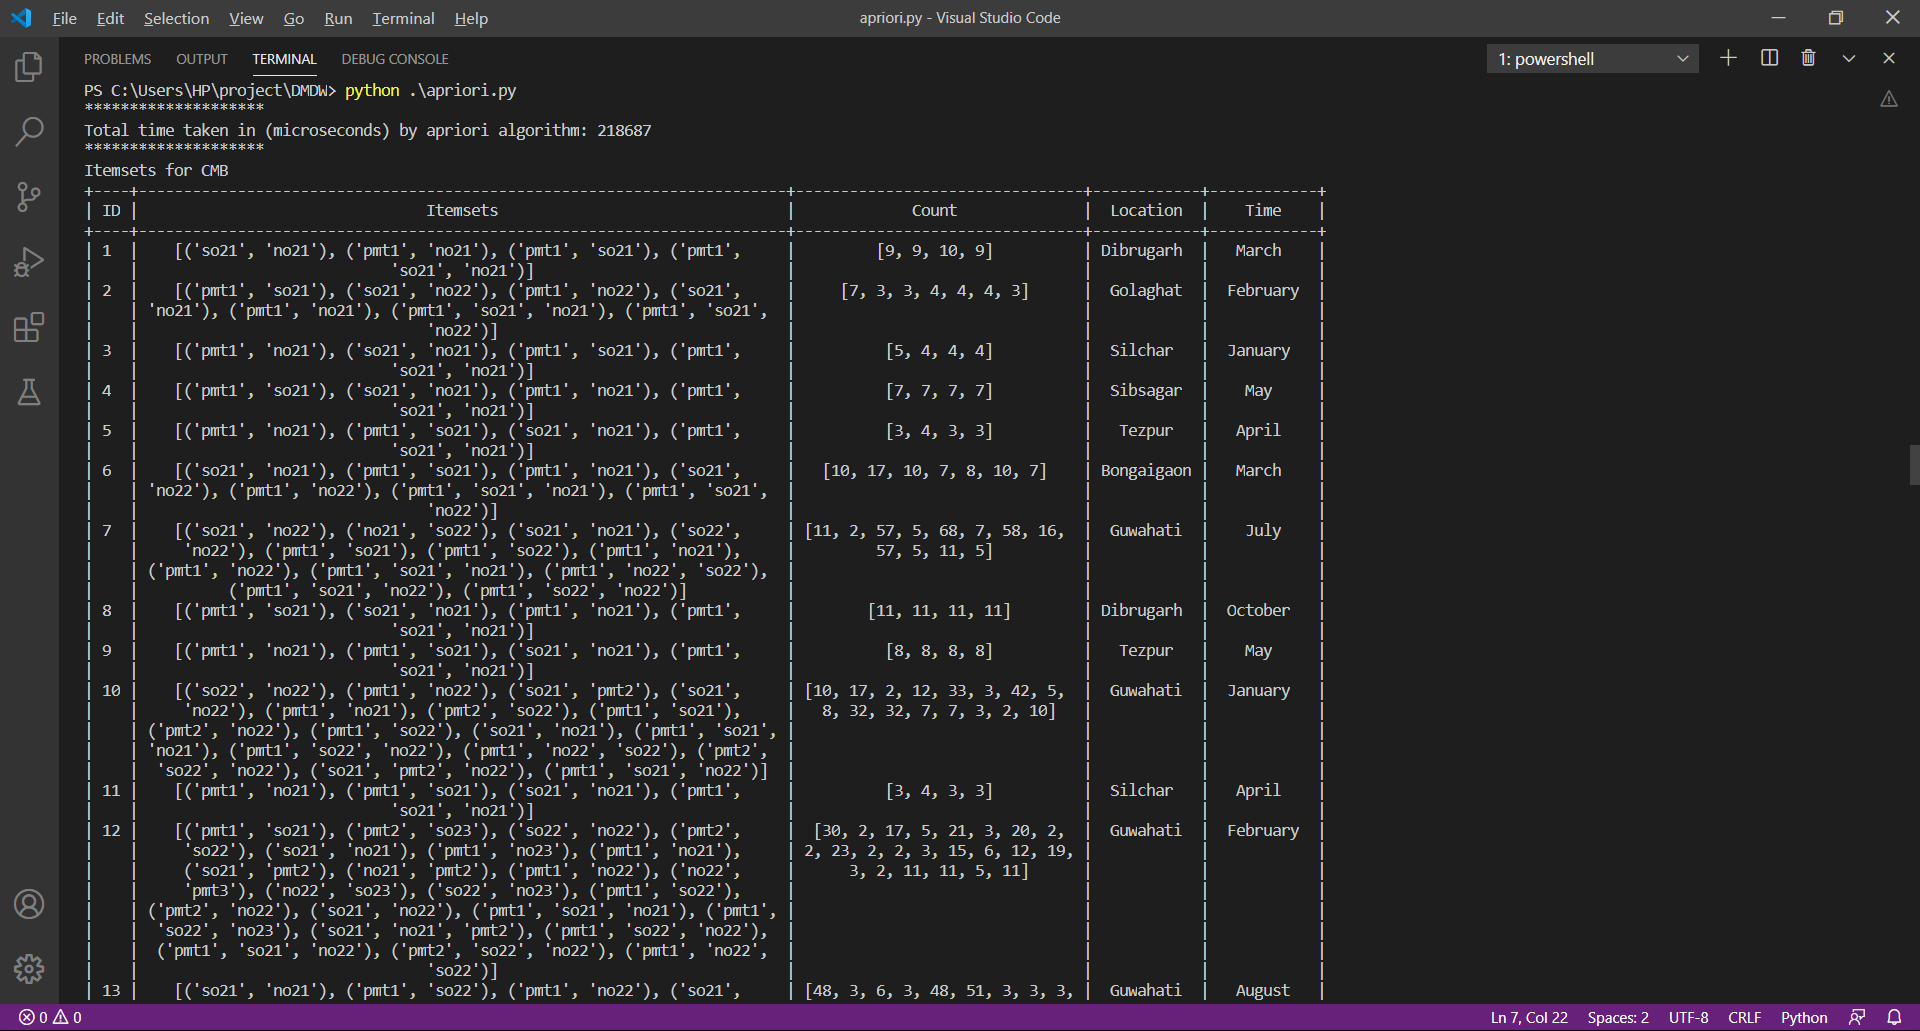 File Edit Selection View Go Run Terminal Help apriori.py - Visual Studio Code
PROBLEMS OUTPUT TERMINAL DEBUG CONSOLE 1: powershell
PS C:\Users\HP\project\DMDW> python .\apriori.py
********************
Total time taken in (microseconds) by apriori algorithm: 218687
********************
Itemsets for CMB
+----+------------------------------------------------------------------------+--------------------------------+------------+------------+
| ID | Itemsets | Count | Location | Time |
+----+------------------------------------------------------------------------+--------------------------------+------------+------------+
| 1 | [('so21', 'no21'), ('pmt1', 'no21'), ('pmt1', 'so21'), ('pmt1', | [9, 9, 10, 9] | Dibrugarh | March |
| | 'so21', 'no21')] | | | |
| 2 | [('pmt1', 'so21'), ('so21', 'no22'), ('pmt1', 'no22'), ('so21', | [7, 3, 3, 4, 4, 4, 3] | Golaghat | February |
| | 'no21'), ('pmt1', 'no21'), ('pmt1', 'so21', 'no21'), ('pmt1', 'so21', | | | |
| | 'no22')] | | | |
| 3 | [('pmt1', 'no21'), ('so21', 'no21'), ('pmt1', 'so21'), ('pmt1', | [5, 4, 4, 4] | Silchar | January |
| | 'so21', 'no21')] | | | |
| 4 | [('pmt1', 'so21'), ('so21', 'no21'), ('pmt1', 'no21'), ('pmt1', | [7, 7, 7, 7] | Sibsagar | May |
| | 'so21', 'no21')] | | | |
| 5 | [('pmt1', 'no21'), ('pmt1', 'so21'), ('so21', 'no21'), ('pmt1', | [3, 4, 3, 3] | Tezpur | April |
| | 'so21', 'no21')] | | | |
| 6 | [('so21', 'no21'), ('pmt1', 'so21'), ('pmt1', 'no21'), ('so21', | [10, 17, 10, 7, 8, 10, 7] | Bongaigaon | March |
| | 'no22'), ('pmt1', 'no22'), ('pmt1', 'so21', 'no21'), ('pmt1', 'so21', | | | |
| | 'no22')] | | | |
| 7 | [('so21', 'no22'), ('no21', 'so22'), ('so21', 'no21'), ('so22', | [11, 2, 57, 5, 68, 7, 58, 16, | Guwahati | July |
| | 'no22'), ('pmt1', 'so21'), ('pmt1', 'so22'), ('pmt1', 'no21'), | 57, 5, 11, 5] | | |
| | ('pmt1', 'no22'), ('pmt1', 'so21', 'no21'), ('pmt1', 'no22', 'so22'), | | | |
| | ('pmt1', 'so21', 'no22'), ('pmt1', 'so22', 'no22')] | | | |
| 8 | [('pmt1', 'so21'), ('so21', 'no21'), ('pmt1', 'no21'), ('pmt1', | [11, 11, 11, 11] | Dibrugarh | October |
| | 'so21', 'no21')] | | | |
| 9 | [('pmt1', 'no21'), ('pmt1', 'so21'), ('so21', 'no21'), ('pmt1', | [8, 8, 8, 8] | Tezpur | May |
| | 'so21', 'no21')] | | | |
| 10 | [('so22', 'no22'), ('pmt1', 'no22'), ('so21', 'pmt2'), ('so21', | [10, 17, 2, 12, 33, 3, 42, 5, | Guwahati | January |
| | 'no22'), ('pmt1', 'no21'), ('pmt2', 'so22'), ('pmt1', 'so21'), | 8, 32, 32, 7, 7, 3, 2, 10] | | |
| | ('pmt2', 'no22'), ('pmt1', 'so22'), ('so21', 'no21'), ('pmt1', 'so21', | | | |
| | 'no21'), ('pmt1', 'so22', 'no22'), ('pmt1', 'no22', 'so22'), ('pmt2', | | | |
| | 'so22', 'no22'), ('so21', 'pmt2', 'no22'), ('pmt1', 'so21', 'no22')] | | | |
| 11 | [('pmt1', 'no21'), ('pmt1', 'so21'), ('so21', 'no21'), ('pmt1', | [3, 4, 3, 3] | Silchar | April |
| | 'so21', 'no21')] | | | |
| 12 | [('pmt1', 'so21'), ('pmt2', 'so23'), ('so22', 'no22'), ('pmt2', | [30, 2, 17, 5, 21, 3, 20, 2, | Guwahati | February |
| | 'so22'), ('so21', 'no21'), ('pmt1', 'no23'), ('pmt1', 'no21'), | 2, 23, 2, 2, 3, 15, 6, 12, 19, | | |
| | ('so21', 'pmt2'), ('no21', 'pmt2'), ('pmt1', 'no22'), ('no22', | 3, 2, 11, 11, 5, 11] | | |
| | 'pmt3'), ('no22', 'so23'), ('so22', 'no23'), ('pmt1', 'so22'), | | | |
| | ('pmt2', 'no22'), ('so21', 'no22'), ('pmt1', 'so21', 'no21'), ('pmt1', | | | |
| | 'so22', 'no23'), ('so21', 'no21', 'pmt2'), ('pmt1', 'so22', 'no22'), | | | |
| | ('pmt1', 'so21', 'no22'), ('pmt2', 'so22', 'no22'), ('pmt1', 'no22', | | | |
| | 'so22')] | | | |
| 13 | [('so21', 'no21'), ('pmt1', 'so22'), ('pmt1', 'no22'), ('so21', | [48, 3, 6, 3, 48, 51, 3, 3, 3, | Guwahati | August |
0 0 Ln 7, Col 22 Spaces: 2 UTF-8 CRLF Python